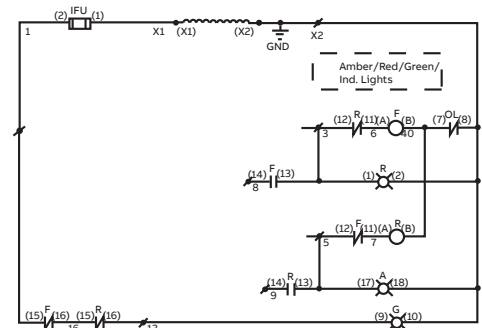 IFU
(2) (1)
1 X1 (X1) (X2) X2
GND
Amber/Red/Green/
Ind. Lights
R F OL
(12) (11)(A) (B) (7) (8)
3 6 40
F R
(14) (13) (1) (2)
8
F R
(12) (11)(A) (B)
5 7
R A
(14) (13) (17) (18)
9
F R G
(15) (16) (15) (16) (9) (10)
16 12